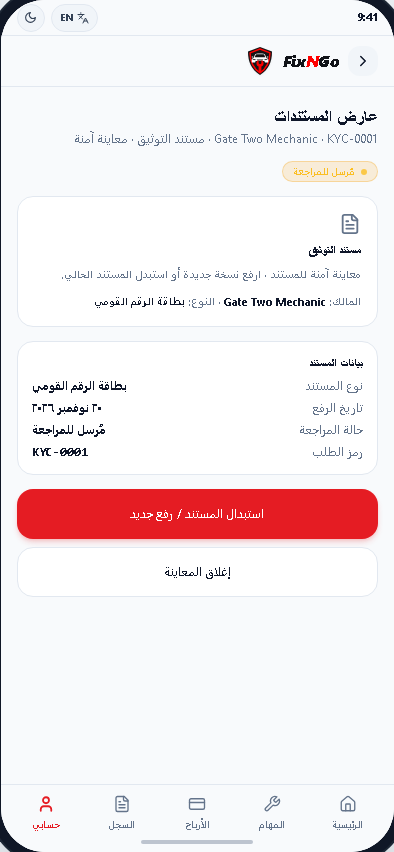 9:41
EN
FixNGo
عارض المستندات
KYC-0001 · Gate Two Mechanic · مستند التوثيق · معاينة آمنة
مُرسل للمراجعة
مستند التوثيق
معاينة آمنة للمستند · ارفع نسخة جديدة أو استبدل المستند الحالي.
المالك: Gate Two Mechanic · النوع: بطاقة الرقم القومي
بيانات المستند
نوع المستند بطاقة الرقم القومي
تاريخ الرفع ٢٠ نوفمبر ٢٠٢٦
حالة المراجعة مُرسل للمراجعة
رمز الطلب KYC-0001
استبدال المستند / رفع جديد
إغلاق المعاينة
الرئيسية
المهام
الأرباح
السجل
حسابي